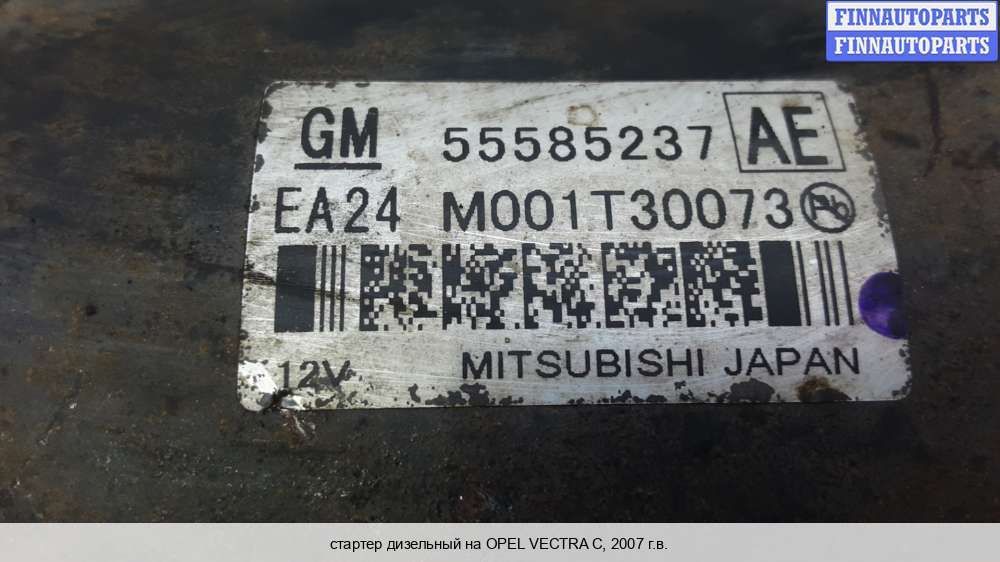 FINNAUTOPARTS
FINNAUTOPARTS
GM 55585237 AE
EA24 M001T30073 Pb
12V MITSUBISHI JAPAN
стартер дизельный на OPEL VECTRA C, 2007 г.в.